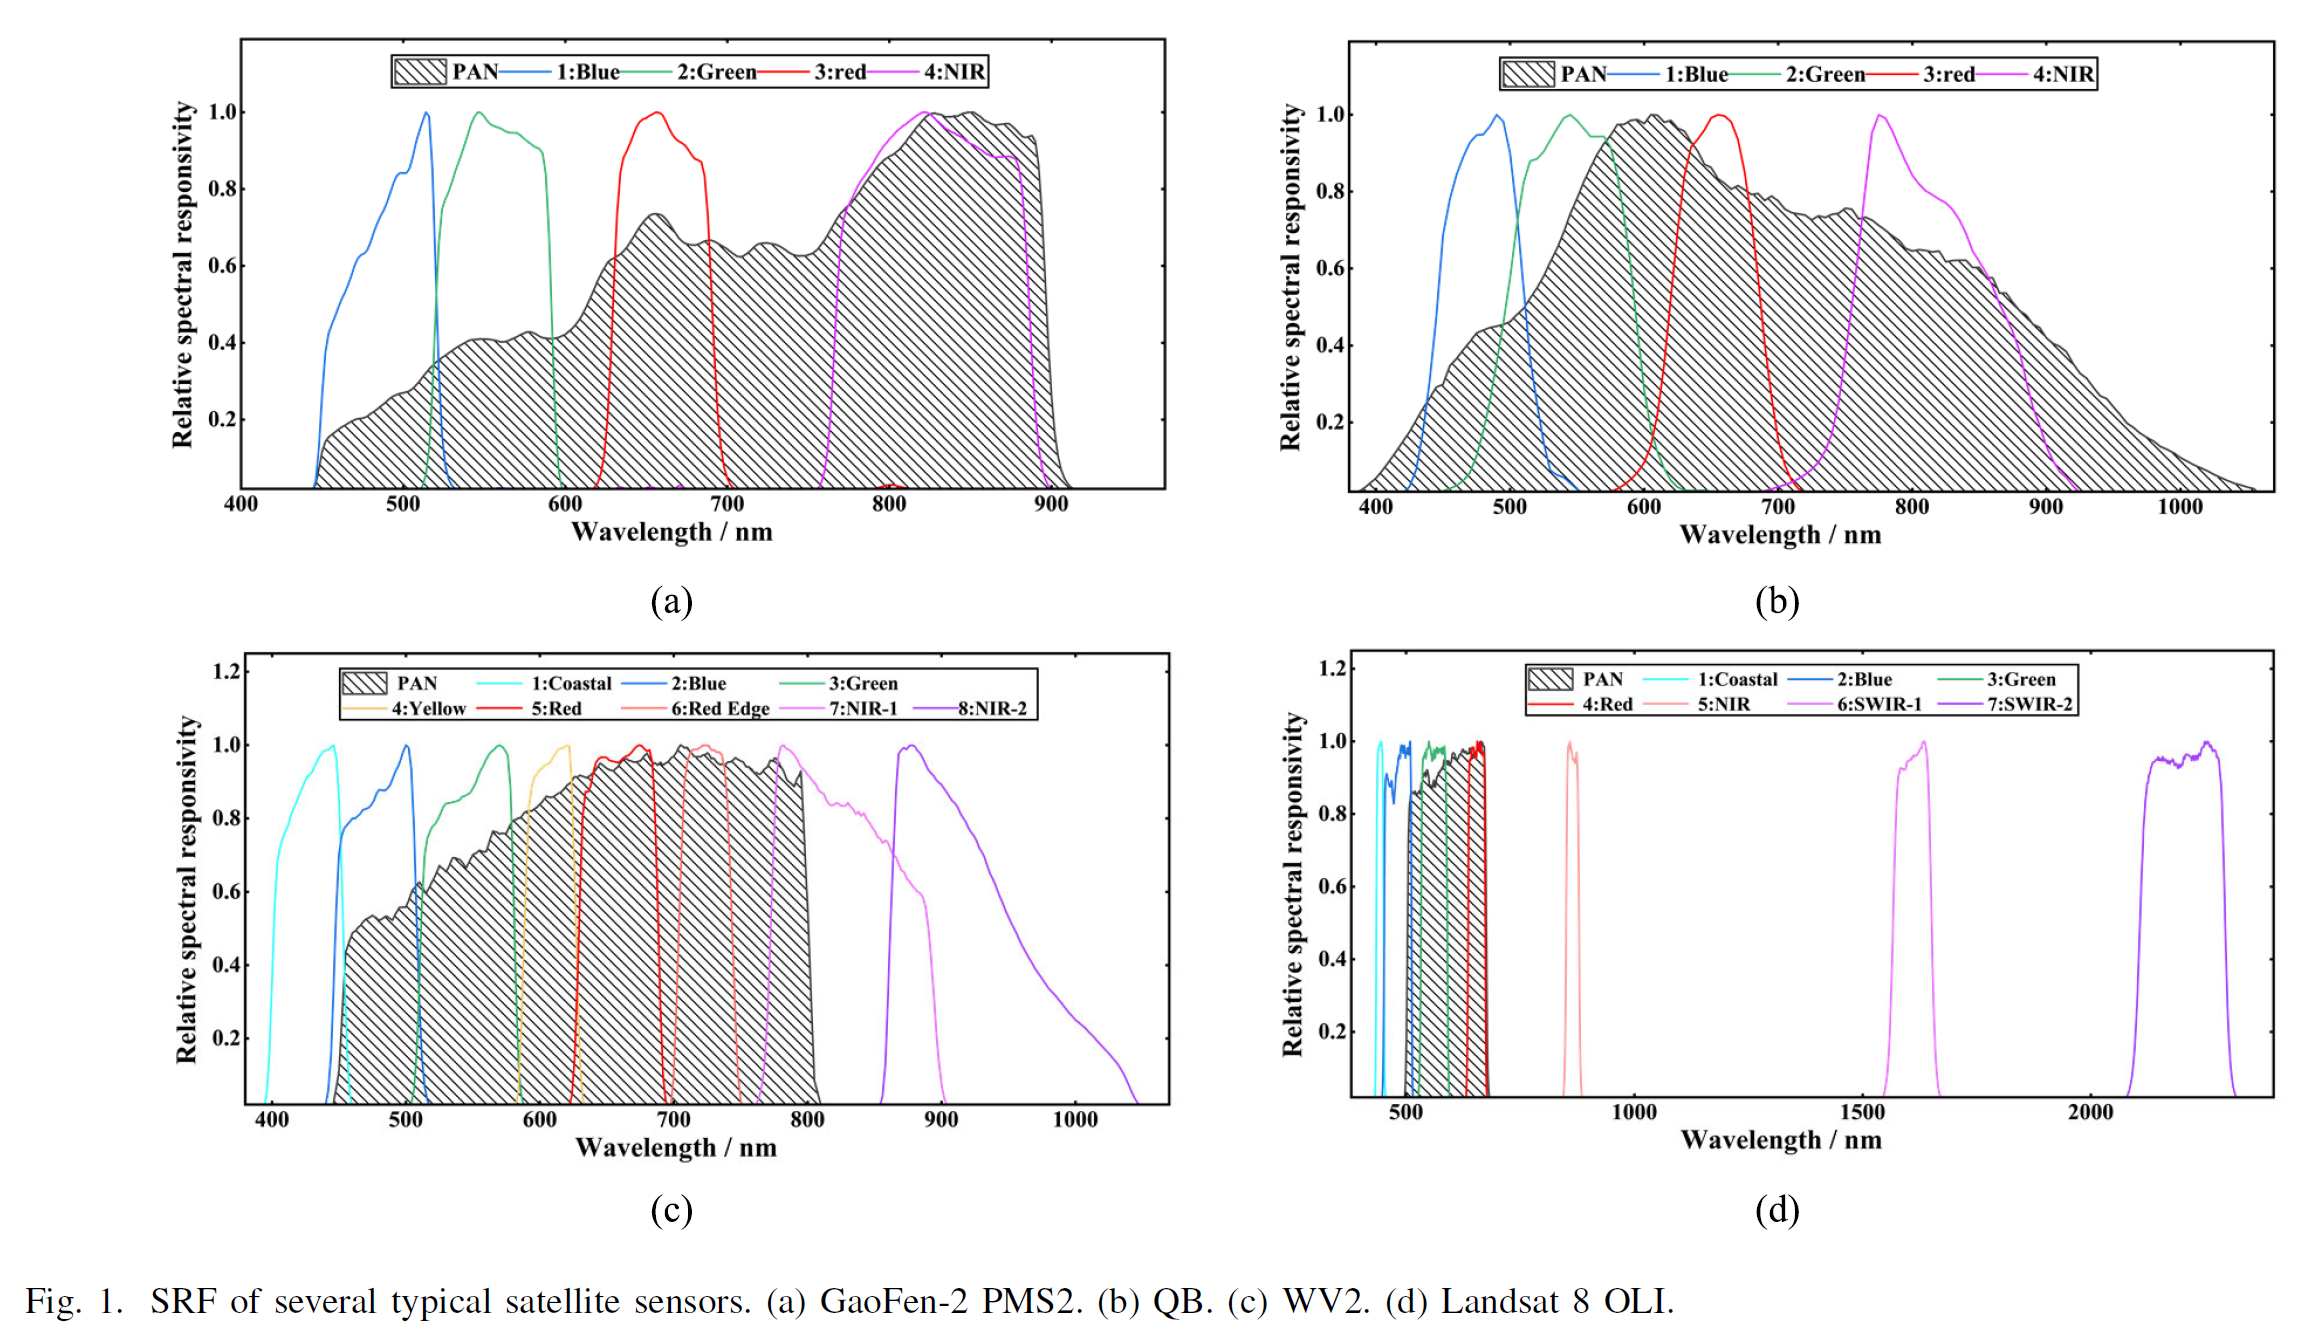 PAN 1:Blue 2:Green 3:red 4:NIR
Relative spectral responsivity
1.0
0.8
0.6
0.4
0.2
400 500 600 700 800 900
Wavelength / nm
(a)
PAN 1:Blue 2:Green 3:red 4:NIR
Relative spectral responsivity
1.0
0.8
0.6
0.4
0.2
400 500 600 700 800 900 1000
Wavelength / nm
(b)
PAN 1:Coastal 2:Blue 3:Green
4:Yellow 5:Red 6:Red Edge 7:NIR-1 8:NIR-2
Relative spectral responsivity
1.2
1.0
0.8
0.6
0.4
0.2
400 500 600 700 800 900 1000
Wavelength / nm
(c)
PAN 1:Coastal 2:Blue 3:Green
4:Red 5:NIR 6:SWIR-1 7:SWIR-2
Relative spectral responsivity
1.2
1.0
0.8
0.6
0.4
0.2
500 1000 1500 2000
Wavelength / nm
(d)
Fig. 1. SRF of several typical satellite sensors. (a) GaoFen-2 PMS2. (b) QB. (c) WV2. (d) Landsat 8 OLI.